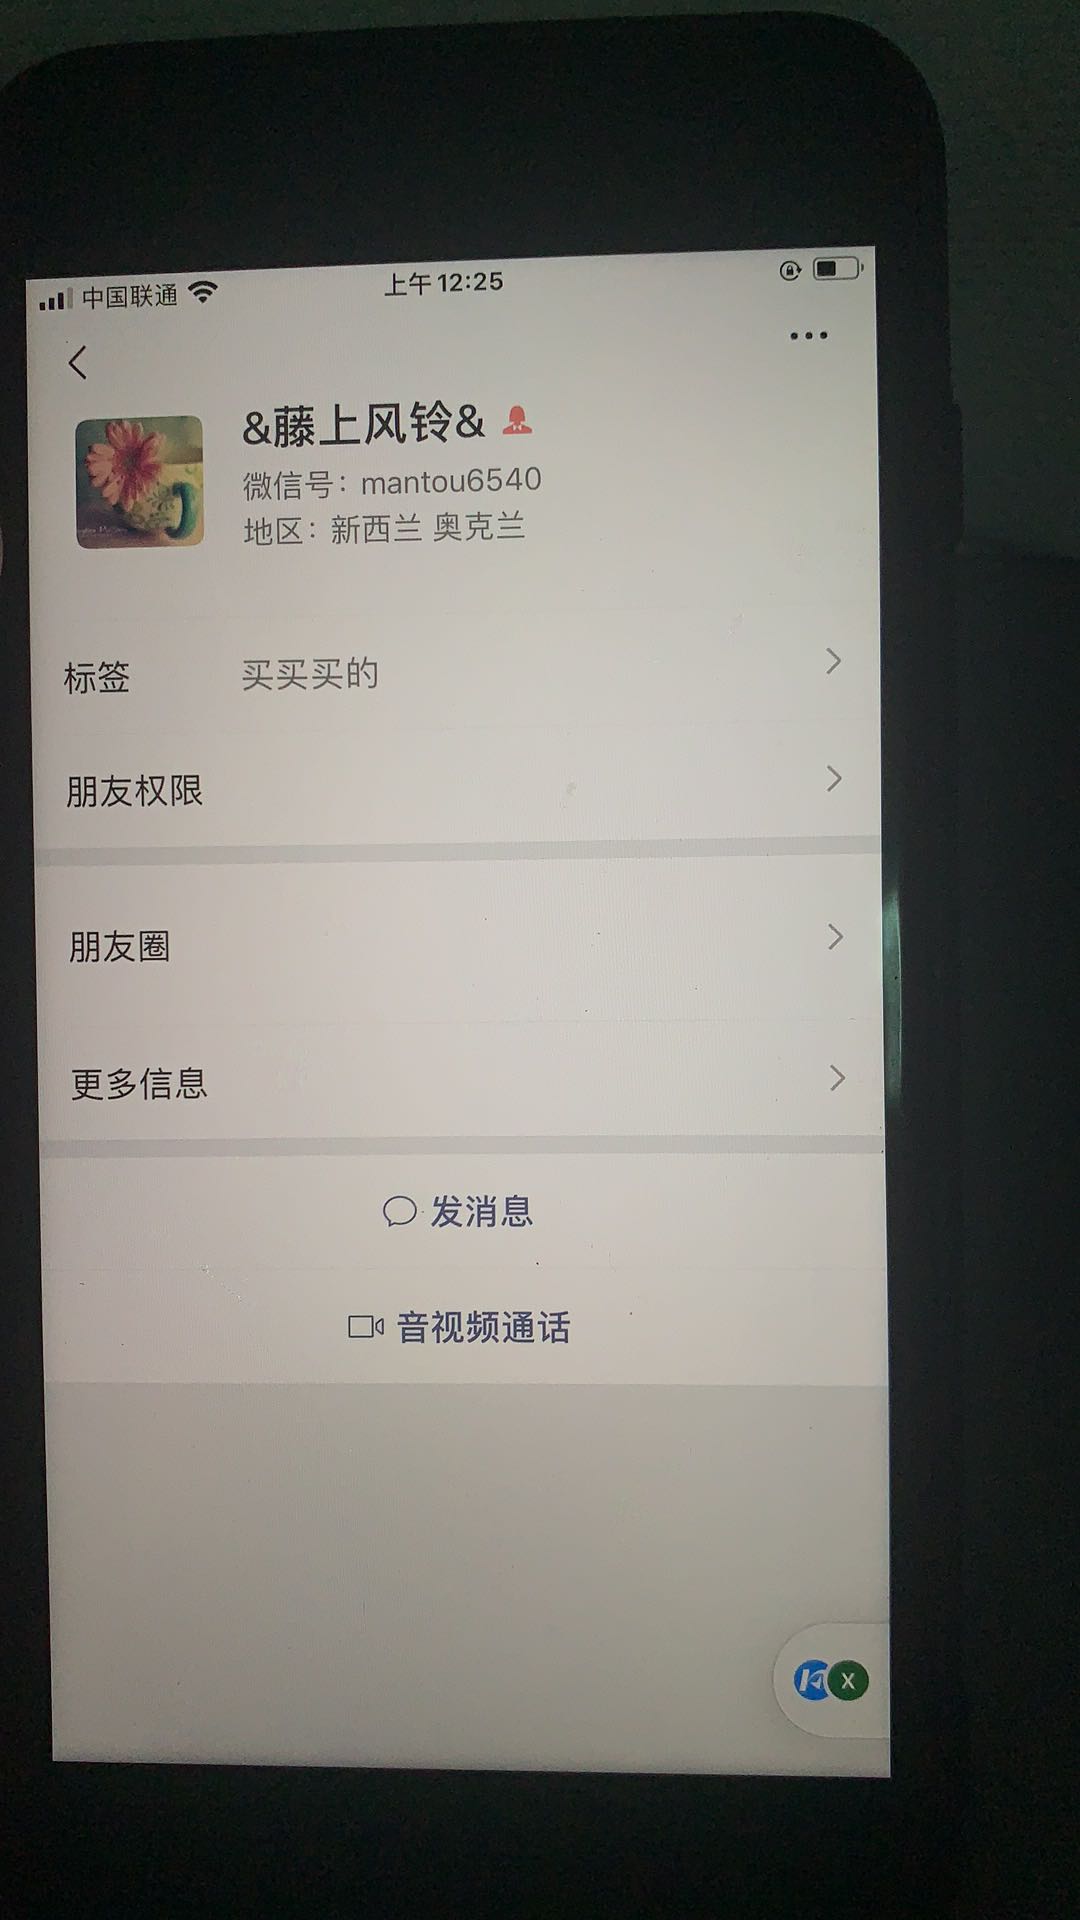 中国联通
上午12:25
&藤上风铃&
微信号：mantou6540
地区：新西兰 奥克兰
标签 买买买的
朋友权限
朋友圈
更多信息
发消息
音视频通话
X